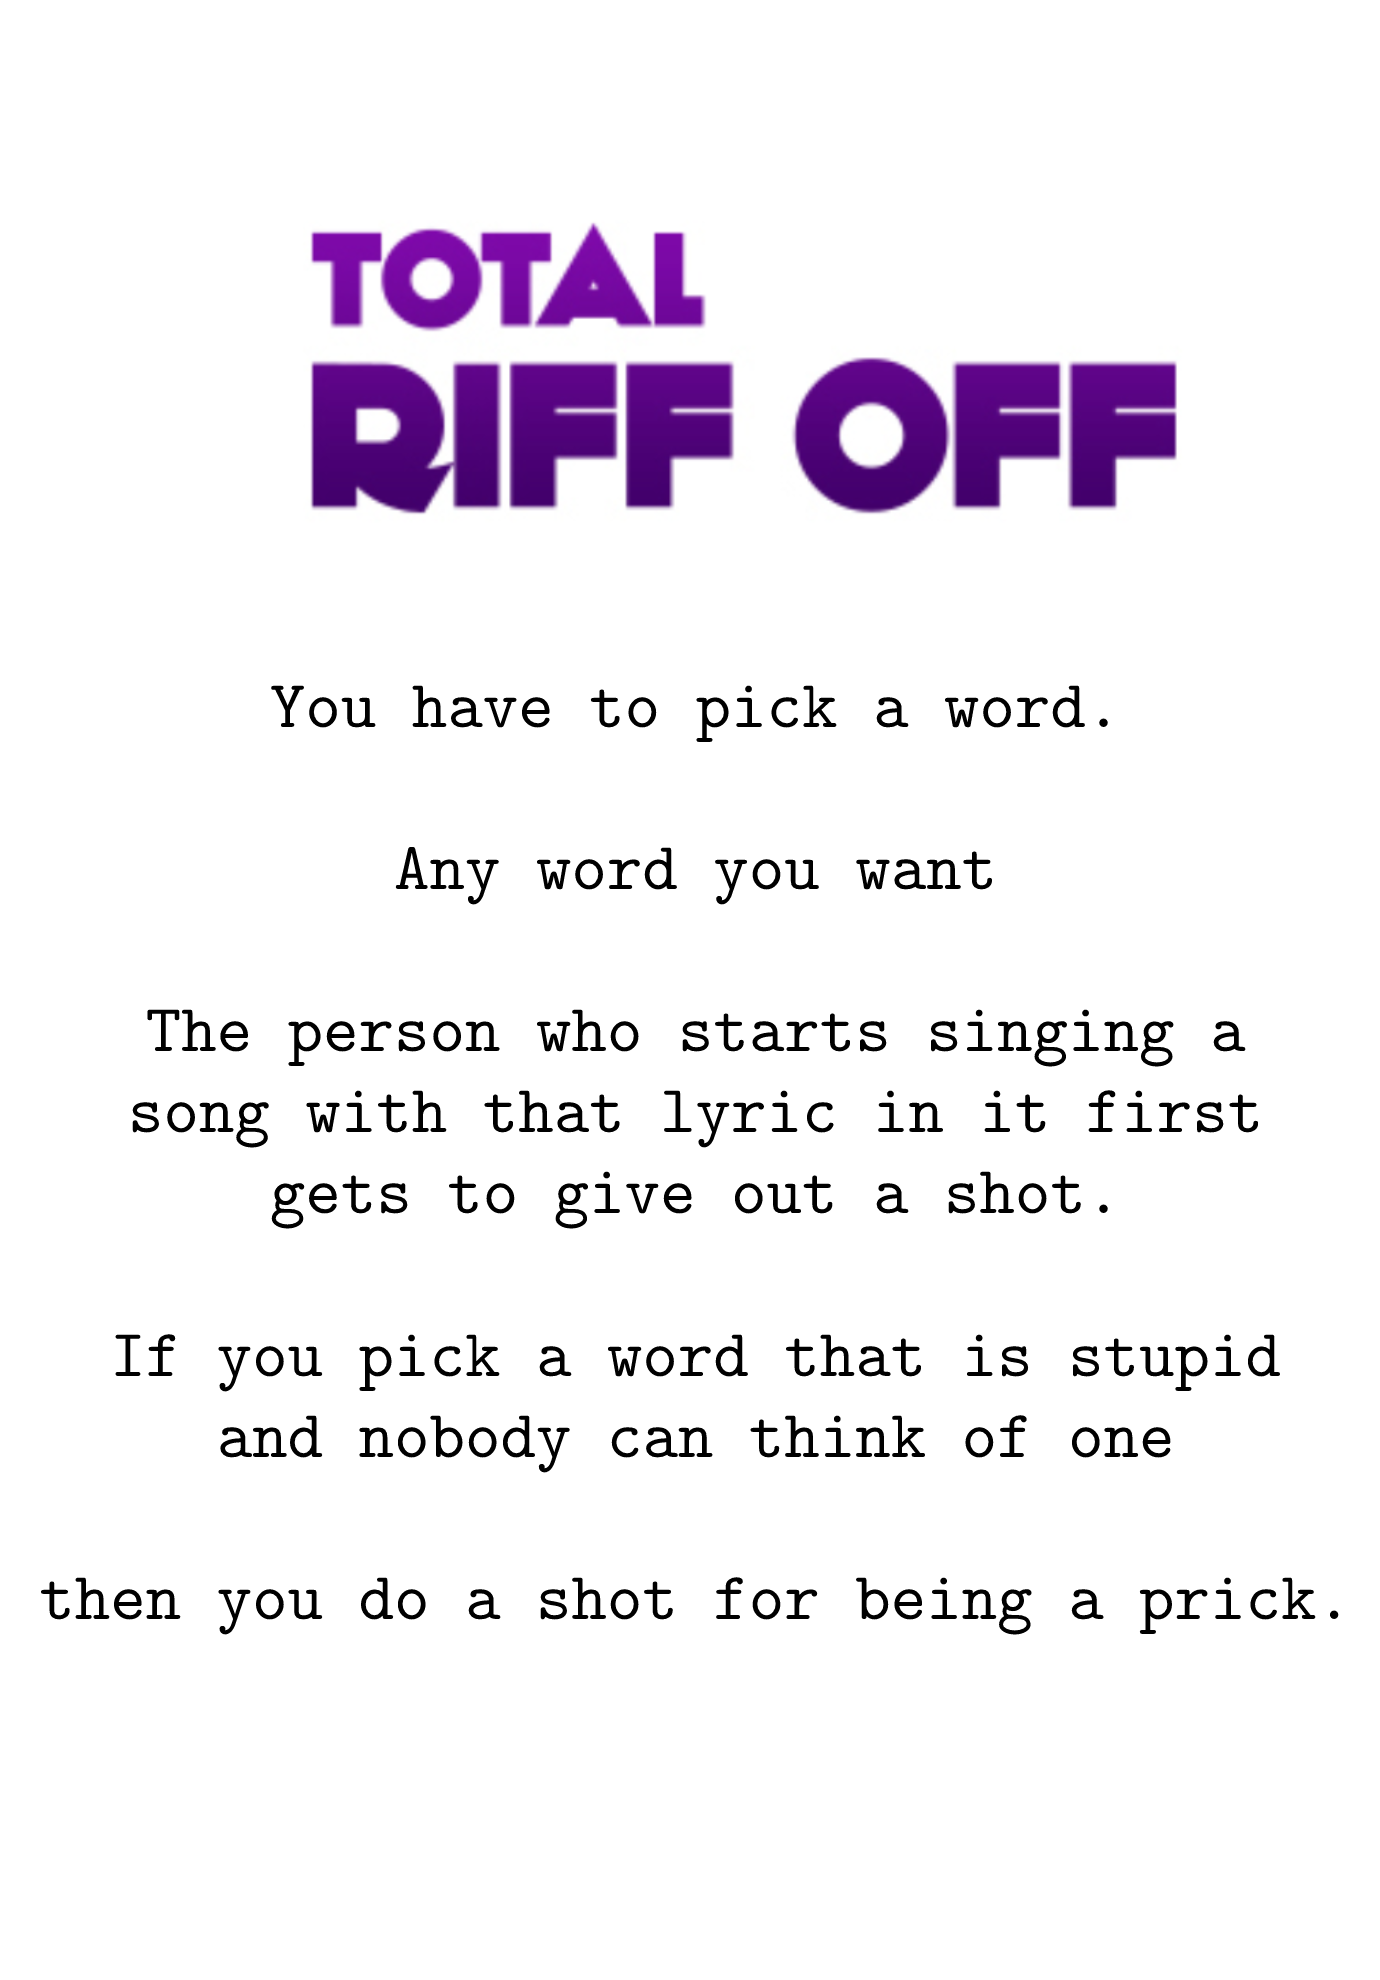 TOTAL
RIFF OFF
You have to pick a word.
Any word you want
The person who starts singing a
song with that lyric in it first
gets to give out a shot.
If you pick a word that is stupid
and nobody can think of one
then you do a shot for being a prick.